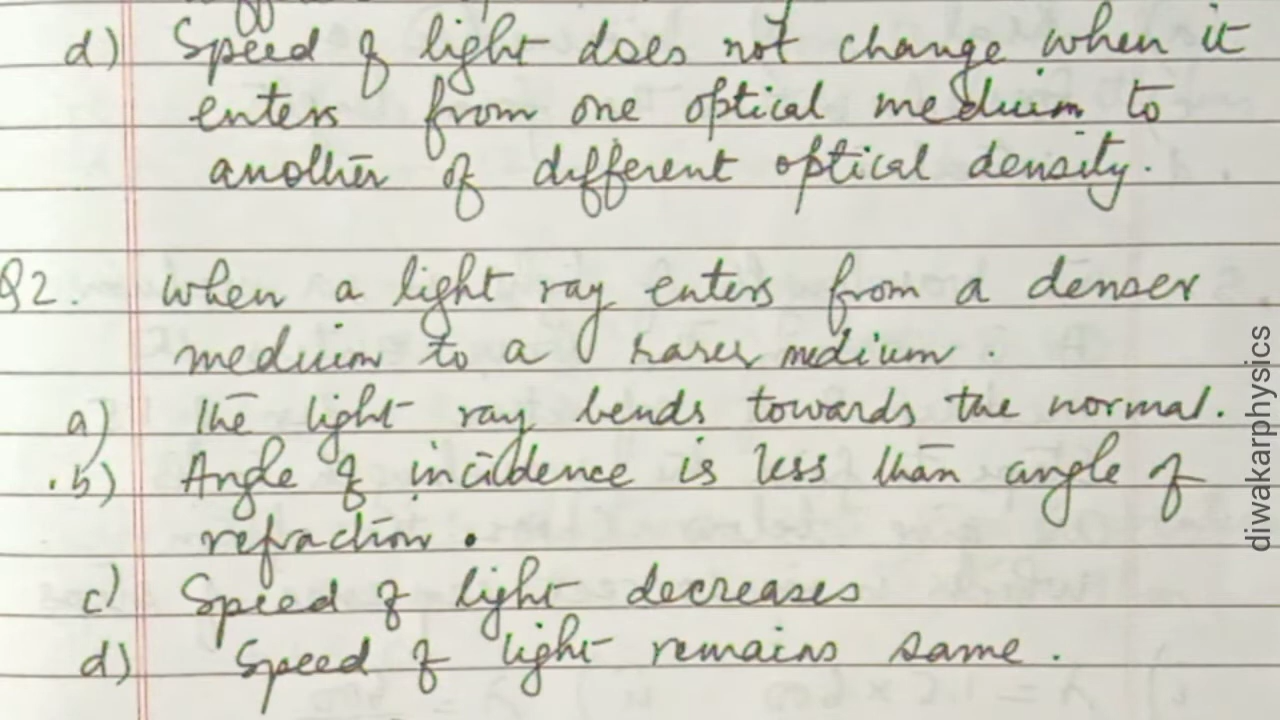 d) Speed of light does not change when it
enters from one optical medium to
another of different optical density.
Q2. When a light ray enters from a denser
medium to a rarer medium.
a) The light ray bends towards the normal.
b) Angle of incidence is less than angle of
refraction.
c) Speed of light decreases
d) Speed of light remains same.
diwakarphysics